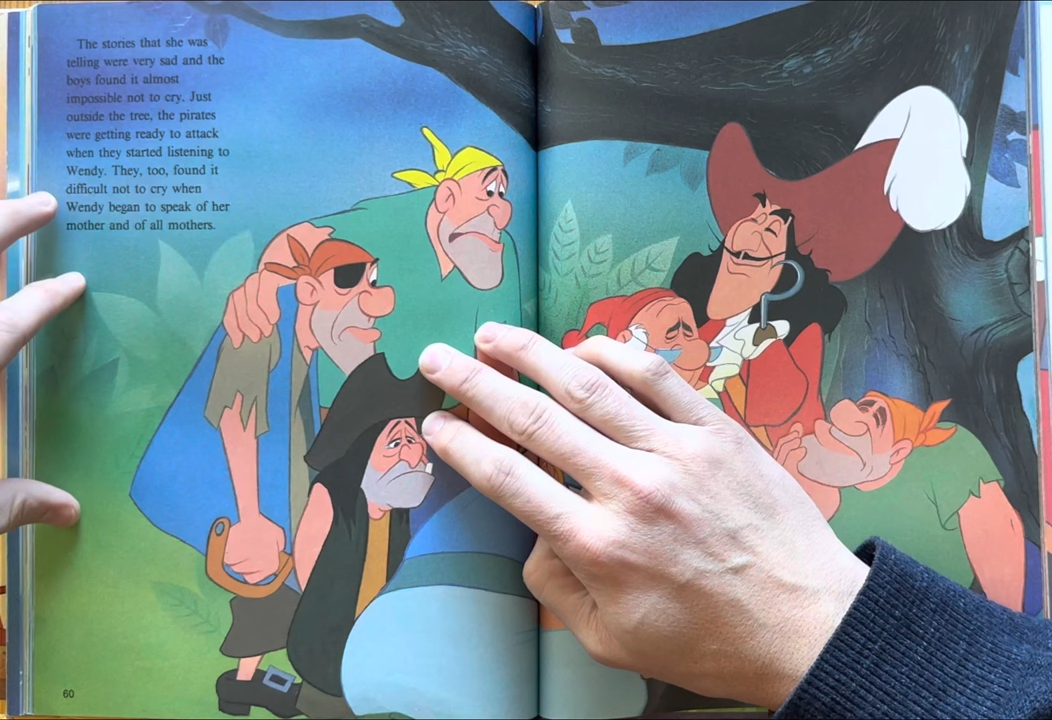 The stories that she was
telling were very sad and the
boys found it almost
impossible not to cry. Just
outside the tree, the pirates
were getting ready to attack
when they started listening to
Wendy. They, too, found it
difficult not to cry when
Wendy began to speak of her
mother and of all mothers.
60